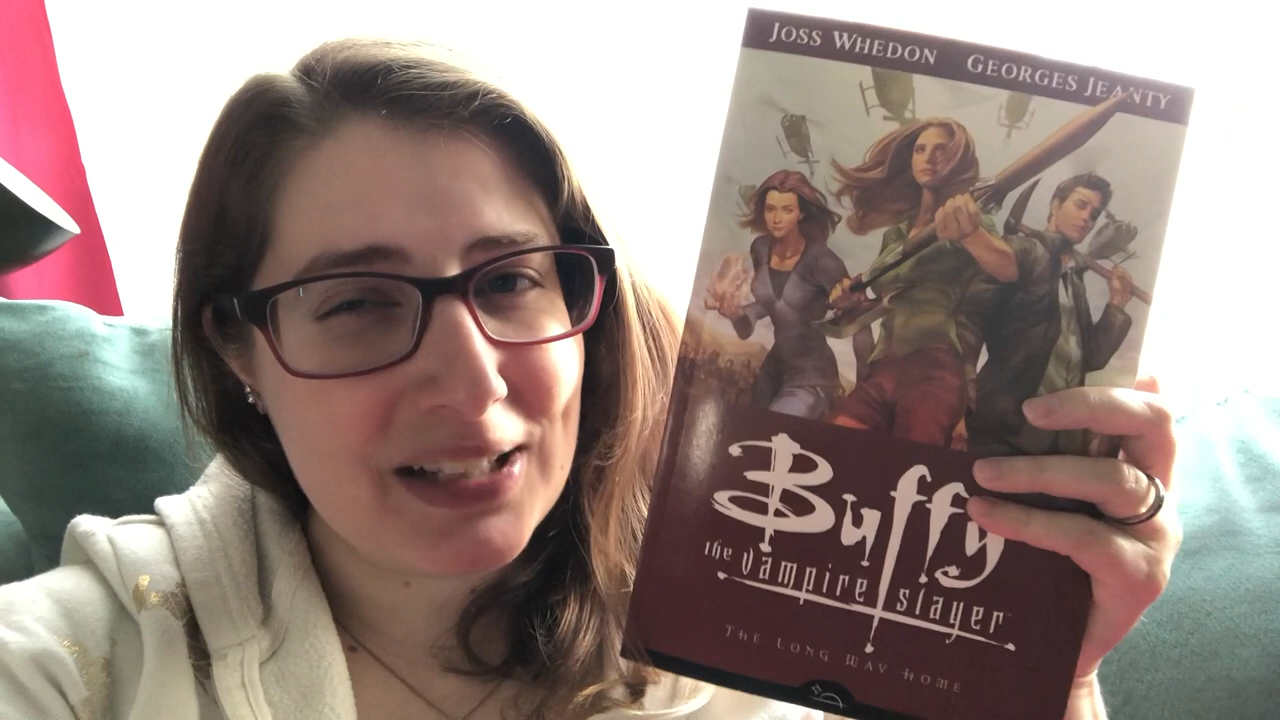 JOSS WHEDON GEORGES JEANTY
Buffy
the vampire slayer
THE LONG WAY HOME